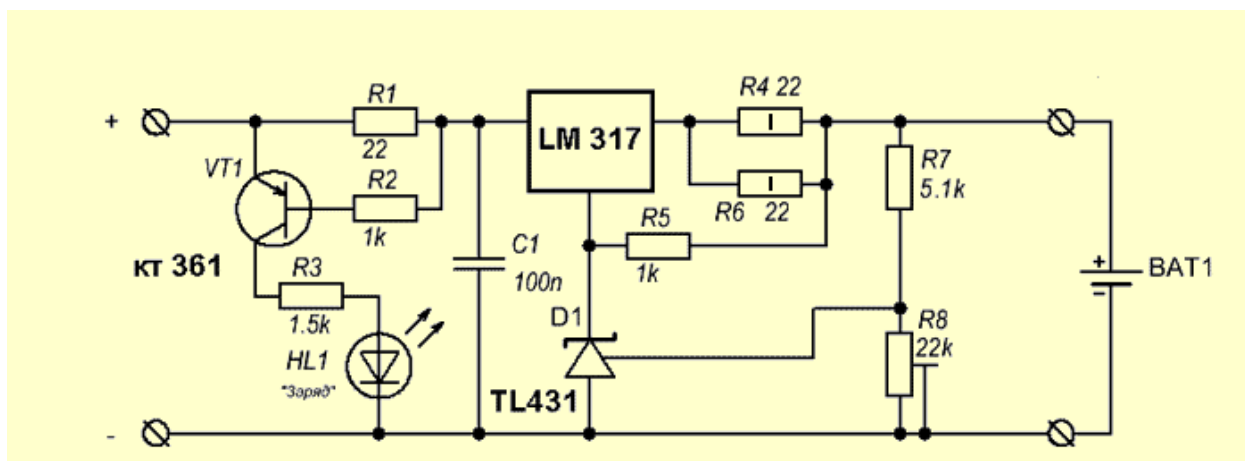 R4 22
R1
+
LM 317
22
VT1
R7
5.1k
R2
R6 22
1k
R5
1k
C1
100n
кт 361
R3
1.5k
+
−
BAT1
D1
R8
22k
HL1
"Заряд"
TL431
-